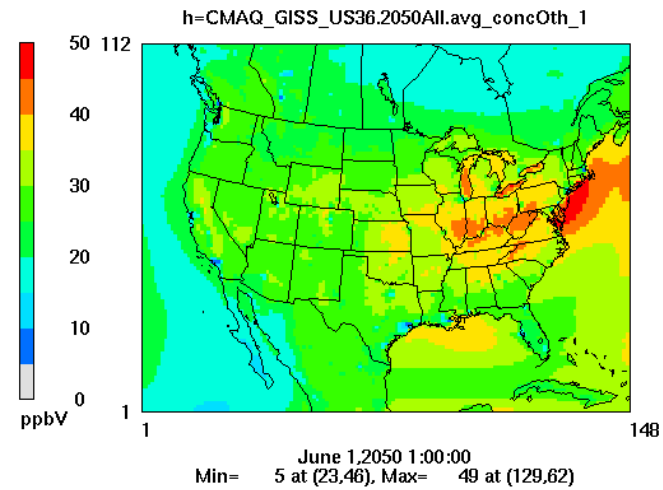 h=CMAQ_GISS_US36.2050All.avg_concOth_1
50
40
30
20
10
0
ppbV
112
1
1
148
June 1,2050 1:00:00
Min= 5 at (23,46), Max= 49 at (129,62)